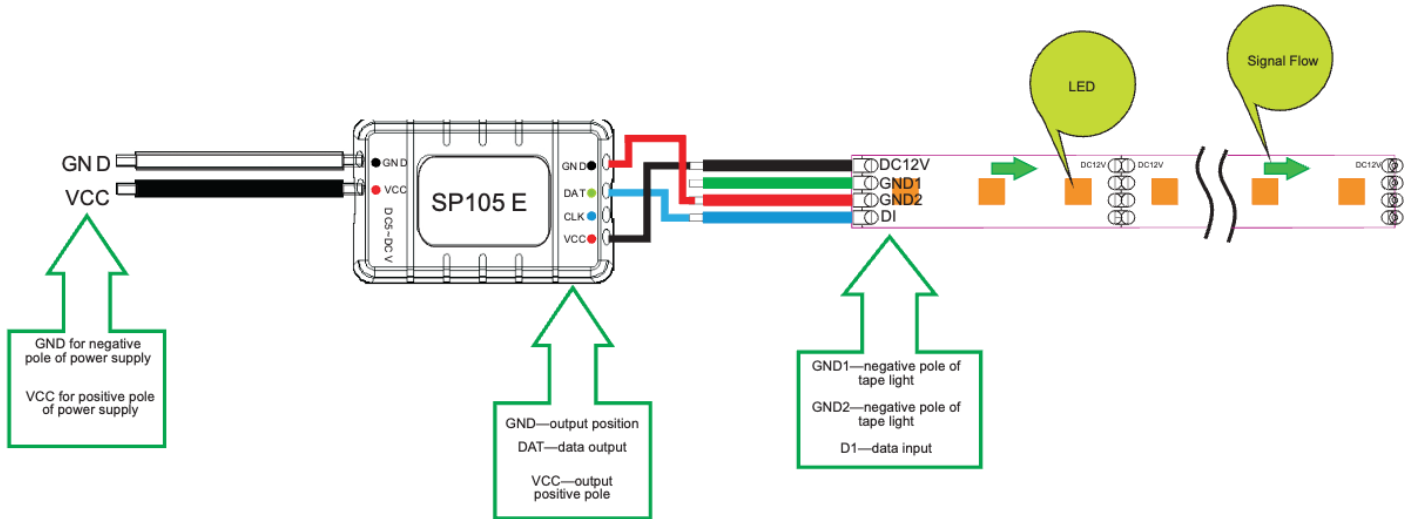 GND
VCC
GND for negative
pole of power supply
VCC for positive pole
of power supply
GND
VCC
DC5~DC V
SP105 E
GND
DAT
CLK
VCC
GND—output position
DAT—data output
VCC—output
positive pole
DC12V
GND1
GND2
DI
GND1—negative pole of
tape light
GND2—negative pole of
tape light
D1—data input
LED
Signal Flow
DC12V
DC12V
DC12V